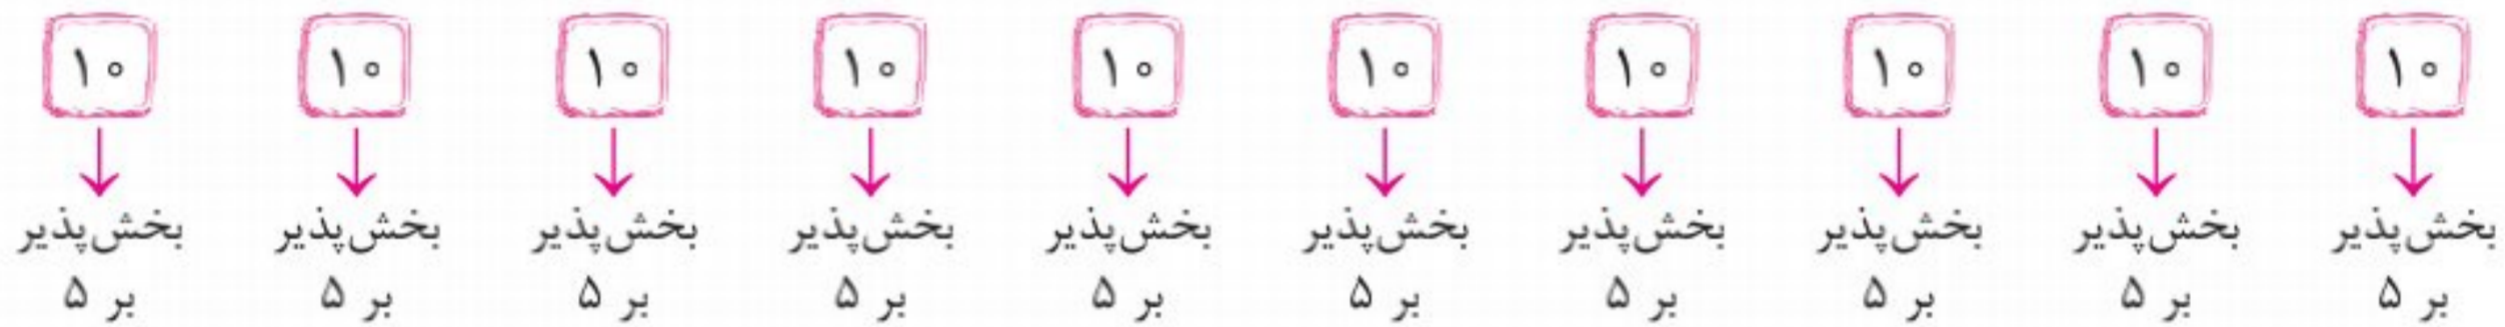 ۱۰ ۱۰ ۱۰ ۱۰ ۱۰ ۱۰ ۱۰ ۱۰ ۱۰ ۱۰
بخش‌پذیر بخش‌پذیر بخش‌پذیر بخش‌پذیر بخش‌پذیر بخش‌پذیر بخش‌پذیر بخش‌پذیر بخش‌پذیر بخش‌پذیر
بر ۵ بر ۵ بر ۵ بر ۵ بر ۵ بر ۵ بر ۵ بر ۵ بر ۵ بر ۵